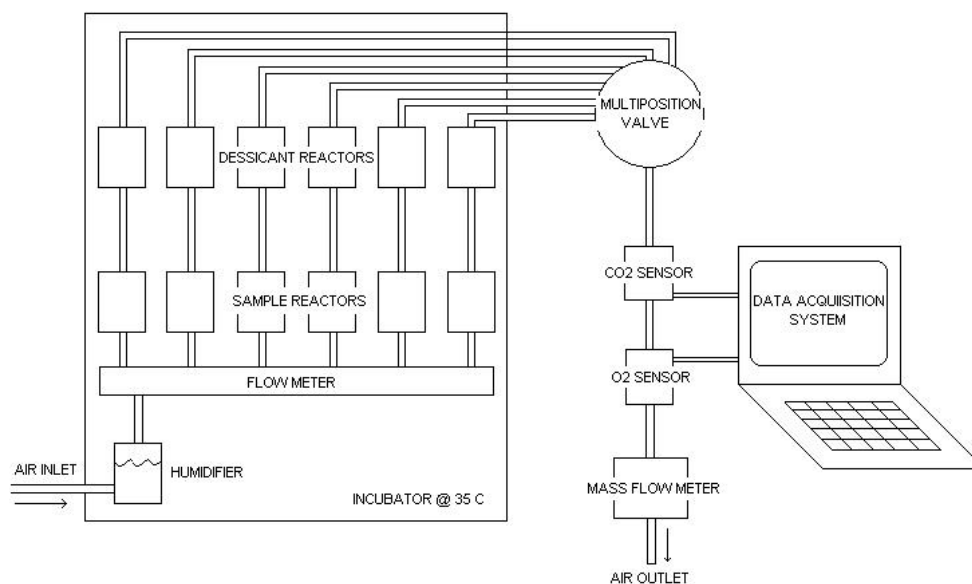 MULTIPOSITION
VALVE
DESSICANT REACTORS
CO2 SENSOR
SAMPLE REACTORS
DATA ACQUISITION
SYSTEM
O2 SENSOR
FLOW METER
AIR INLET
HUMIDIFIER
MASS FLOW METER
INCUBATOR @ 35 C
AIR OUTLET